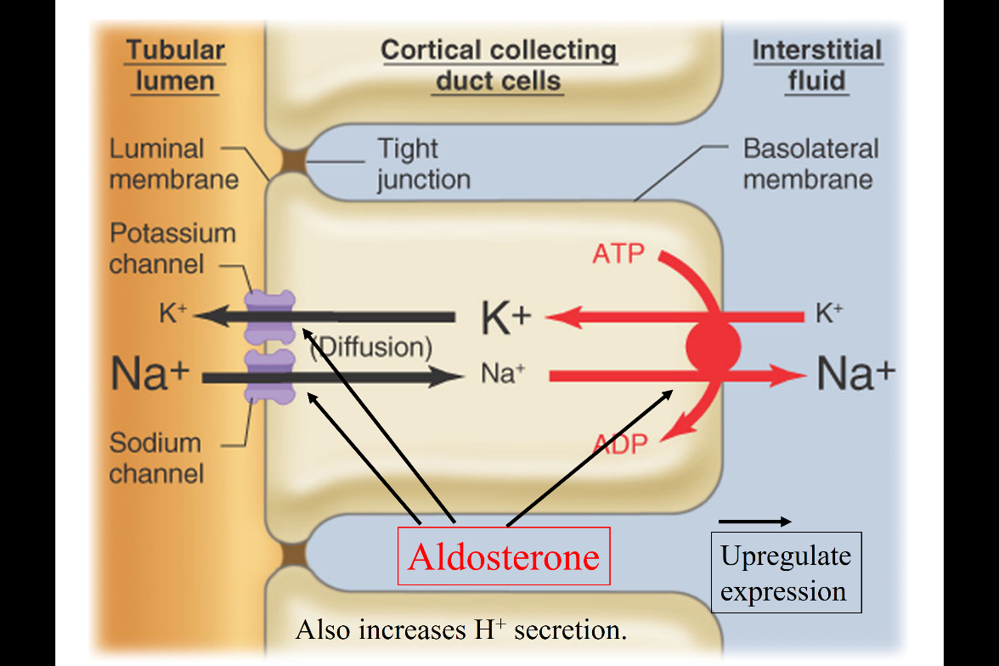 Tubular
lumen
Cortical collecting
duct cells
Interstitial
fluid
Luminal
membrane
Tight
junction
Basolateral
membrane
Potassium
channel
ATP
K+
K+
K+
(Diffusion)
Na+
Na+
Na+
Sodium
channel
ADP
Aldosterone
Upregulate
expression
Also increases H+ secretion.